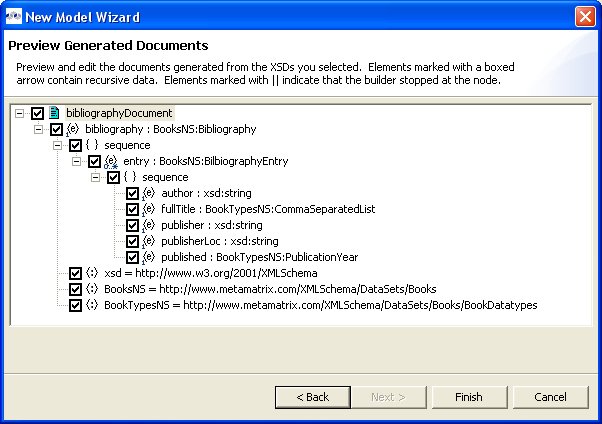 New Model Wizard
Preview Generated Documents
Preview and edit the documents generated from the XSDs you selected.  Elements marked with a boxed
arrow contain recursive data.  Elements marked with || indicate that the builder stopped at the node.
bibliographyDocument
bibliography : BooksNS:Bibliography
{ } sequence
entry : BooksNS:BilbiographyEntry
{ } sequence
author : xsd:string
fullTitle : BookTypesNS:CommaSeparatedList
publisher : xsd:string
publisherLoc : xsd:string
published : BookTypesNS:PublicationYear
xsd = http://www.w3.org/2001/XMLSchema
BooksNS = http://www.metamatrix.com/XMLSchema/DataSets/Books
BookTypesNS = http://www.metamatrix.com/XMLSchema/DataSets/Books/BookDatatypes
< Back
Next >
Finish
Cancel